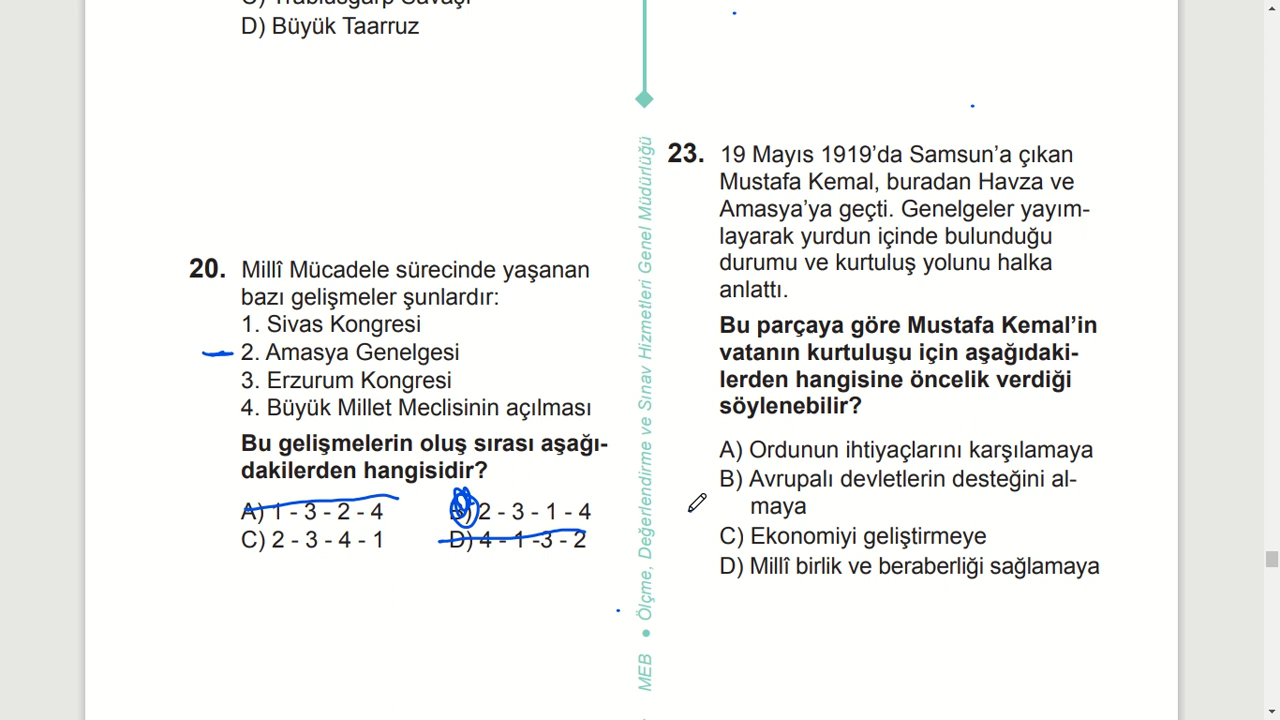 C) Trablusgarp Savaşı
D) Büyük Taarruz
20. Millî Mücadele sürecinde yaşanan
bazı gelişmeler şunlardır:
1. Sivas Kongresi
2. Amasya Genelgesi
3. Erzurum Kongresi
4. Büyük Millet Meclisinin açılması
Bu gelişmelerin oluş sırası aşağı-
dakilerden hangisidir?
A) 1 - 3 - 2 - 4
B) 2 - 3 - 1 - 4
C) 2 - 3 - 4 - 1
D) 4 - 1 -3 - 2
MEB ● Ölçme, Değerlendirme ve Sınav Hizmetleri Genel Müdürlüğü
23. 19 Mayıs 1919’da Samsun’a çıkan
Mustafa Kemal, buradan Havza ve
Amasya’ya geçti. Genelgeler yayım-
layarak yurdun içinde bulunduğu
durumu ve kurtuluş yolunu halka
anlattı.
Bu parçaya göre Mustafa Kemal’in
vatanın kurtuluşu için aşağıdaki-
lerden hangisine öncelik verdiği
söylenebilir?
A) Ordunun ihtiyaçlarını karşılamaya
B) Avrupalı devletlerin desteğini al-
maya
C) Ekonomiyi geliştirmeye
D) Millî birlik ve beraberliği sağlamaya